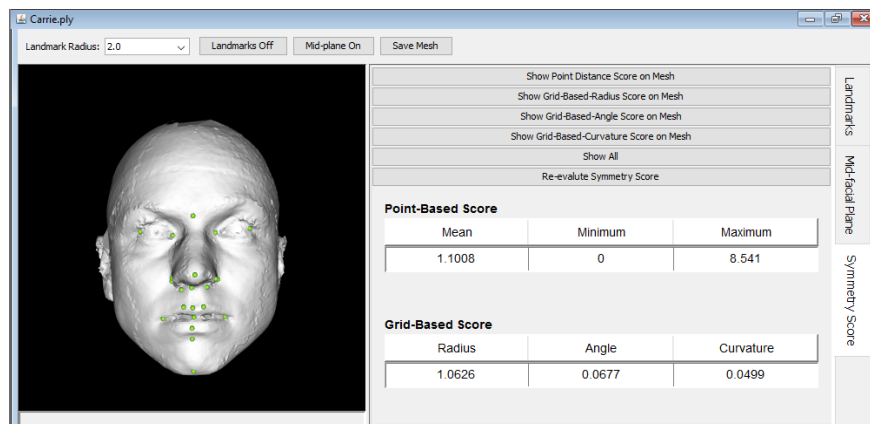 Carrie.ply
Landmark Radius: 2.0 Landmarks Off Mid-plane On Save Mesh
Show Point Distance Score on Mesh
Show Grid-Based-Radius Score on Mesh
Show Grid-Based-Angle Score on Mesh
Show Grid-Based-Curvature Score on Mesh
Show All
Re-evalute Symmetry Score
Point-Based Score
Mean Minimum Maximum
1.1008 0 8.541
Grid-Based Score
Radius Angle Curvature
1.0626 0.0677 0.0499
Landmarks
Mid-facial Plane
Symmetry Score